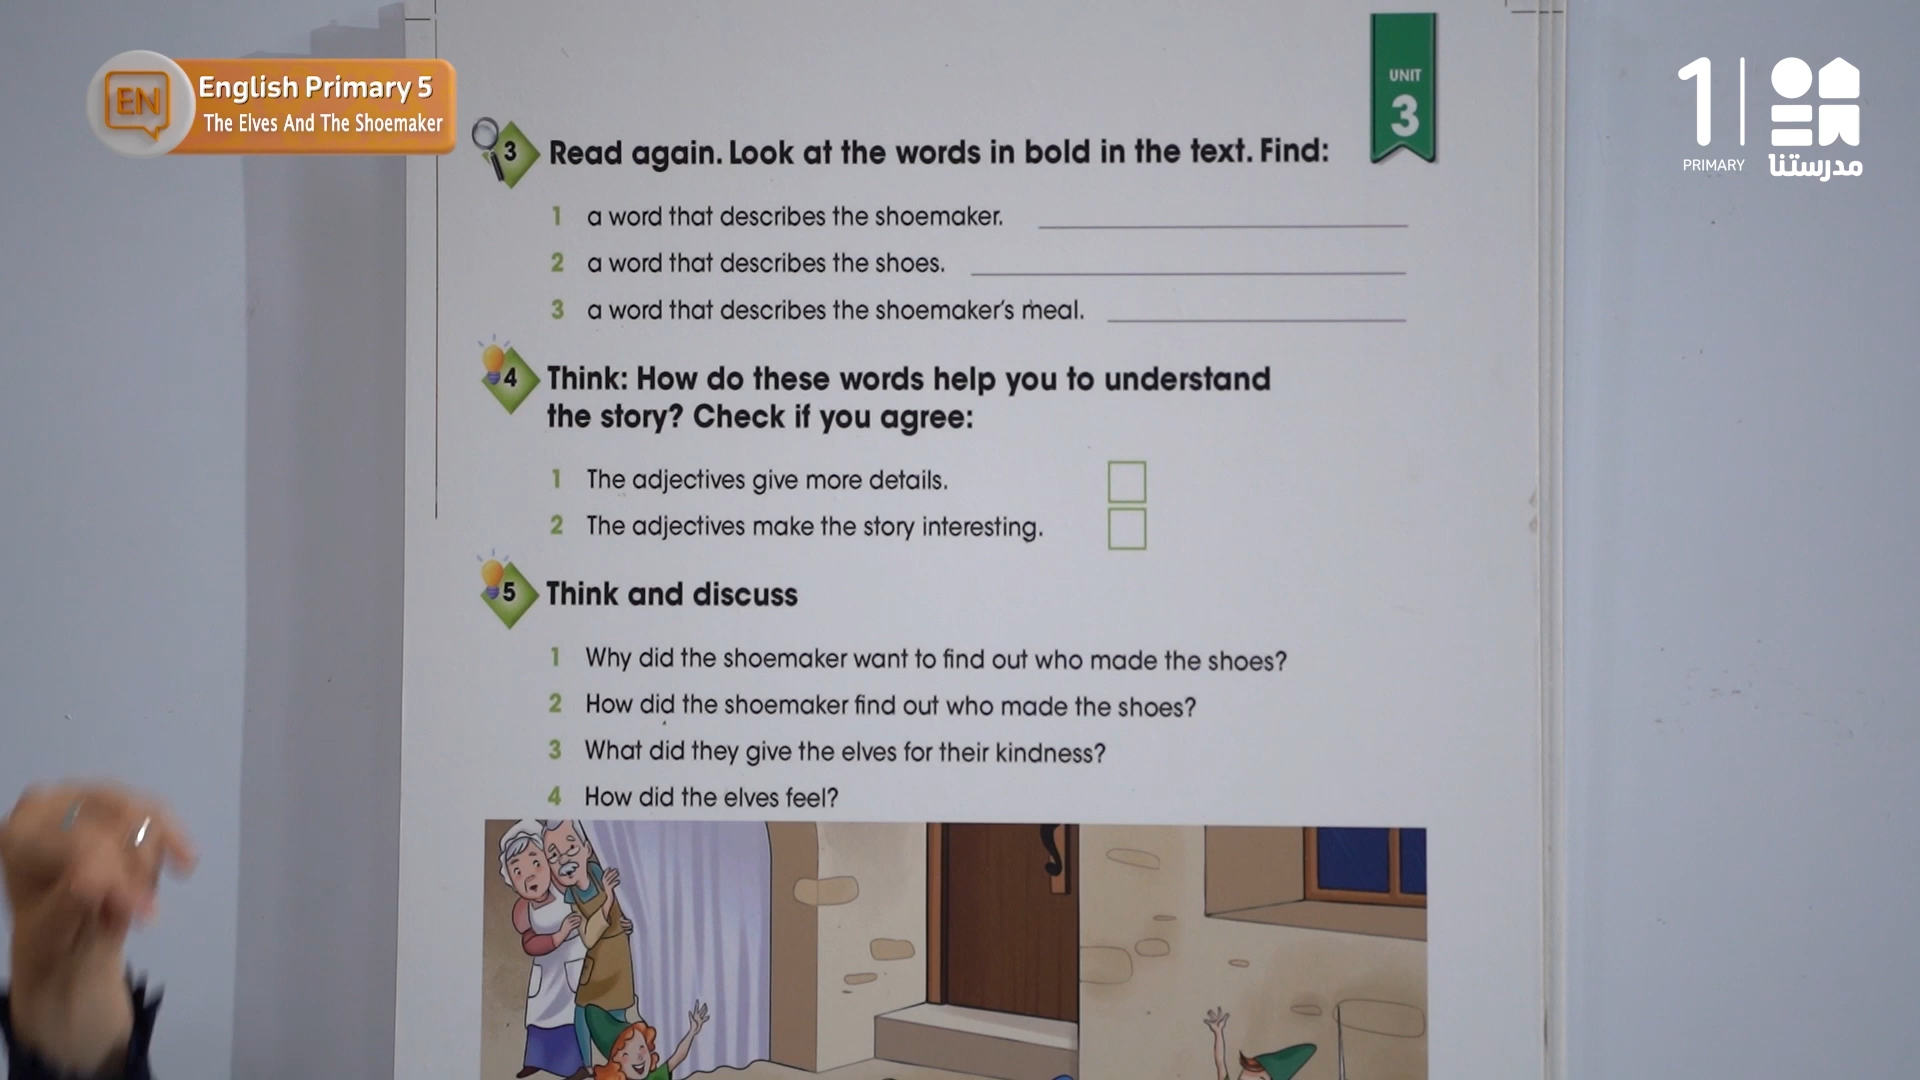 EN
English Primary 5
The Elves And The Shoemaker
UNIT
3
1
PRIMARY
مدرستنا
3 Read again. Look at the words in bold in the text. Find:
1 a word that describes the shoemaker.
2 a word that describes the shoes.
3 a word that describes the shoemaker's meal.
4 Think: How do these words help you to understand
the story? Check if you agree:
1 The adjectives give more details.
2 The adjectives make the story interesting.
5 Think and discuss
1 Why did the shoemaker want to find out who made the shoes?
2 How did the shoemaker find out who made the shoes?
3 What did they give the elves for their kindness?
4 How did the elves feel?